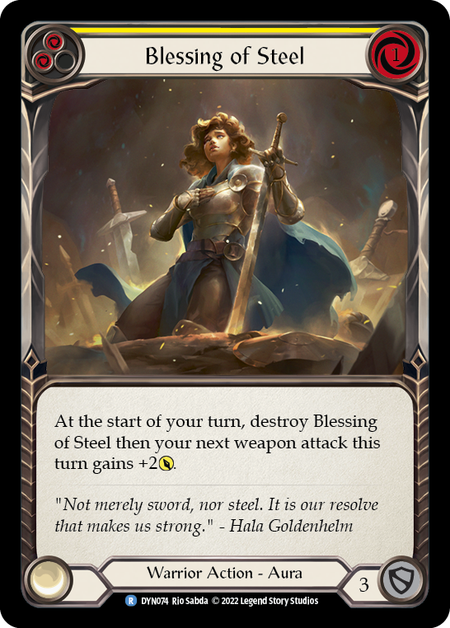 Blessing of Steel
1
At the start of your turn, destroy Blessing
of Steel then your next weapon attack this
turn gains +2.
"Not merely sword, nor steel. It is our resolve
that makes us strong." - Hala Goldenhelm
Warrior Action - Aura
3
R DYN074 Rio Sabda © 2022 Legend Story Studios